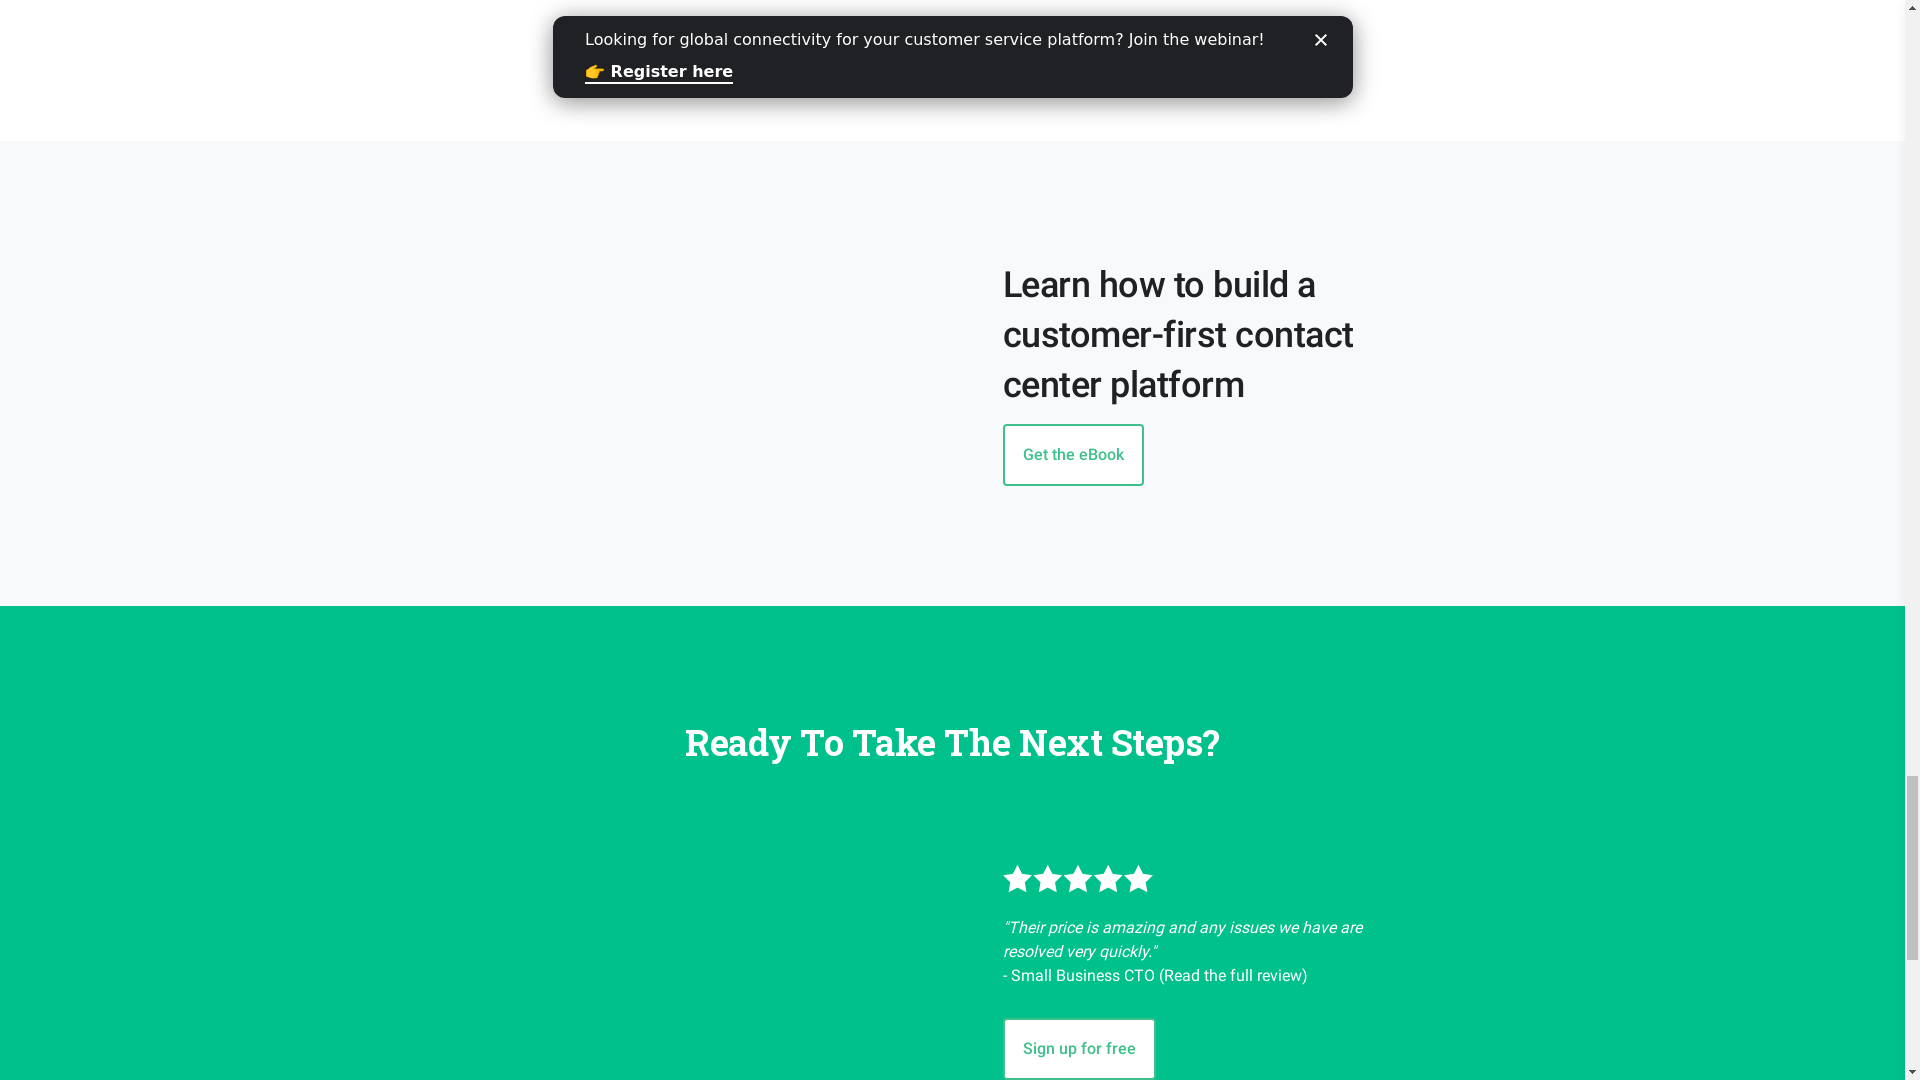 Looking for global connectivity for your customer service platform? Join the webinar!
👉 Register here
Learn how to build a
customer-first contact
center platform
Get the eBook
Ready To Take The Next Steps?
"Their price is amazing and any issues we have are
resolved very quickly."
- Small Business CTO (Read the full review)
Sign up for free